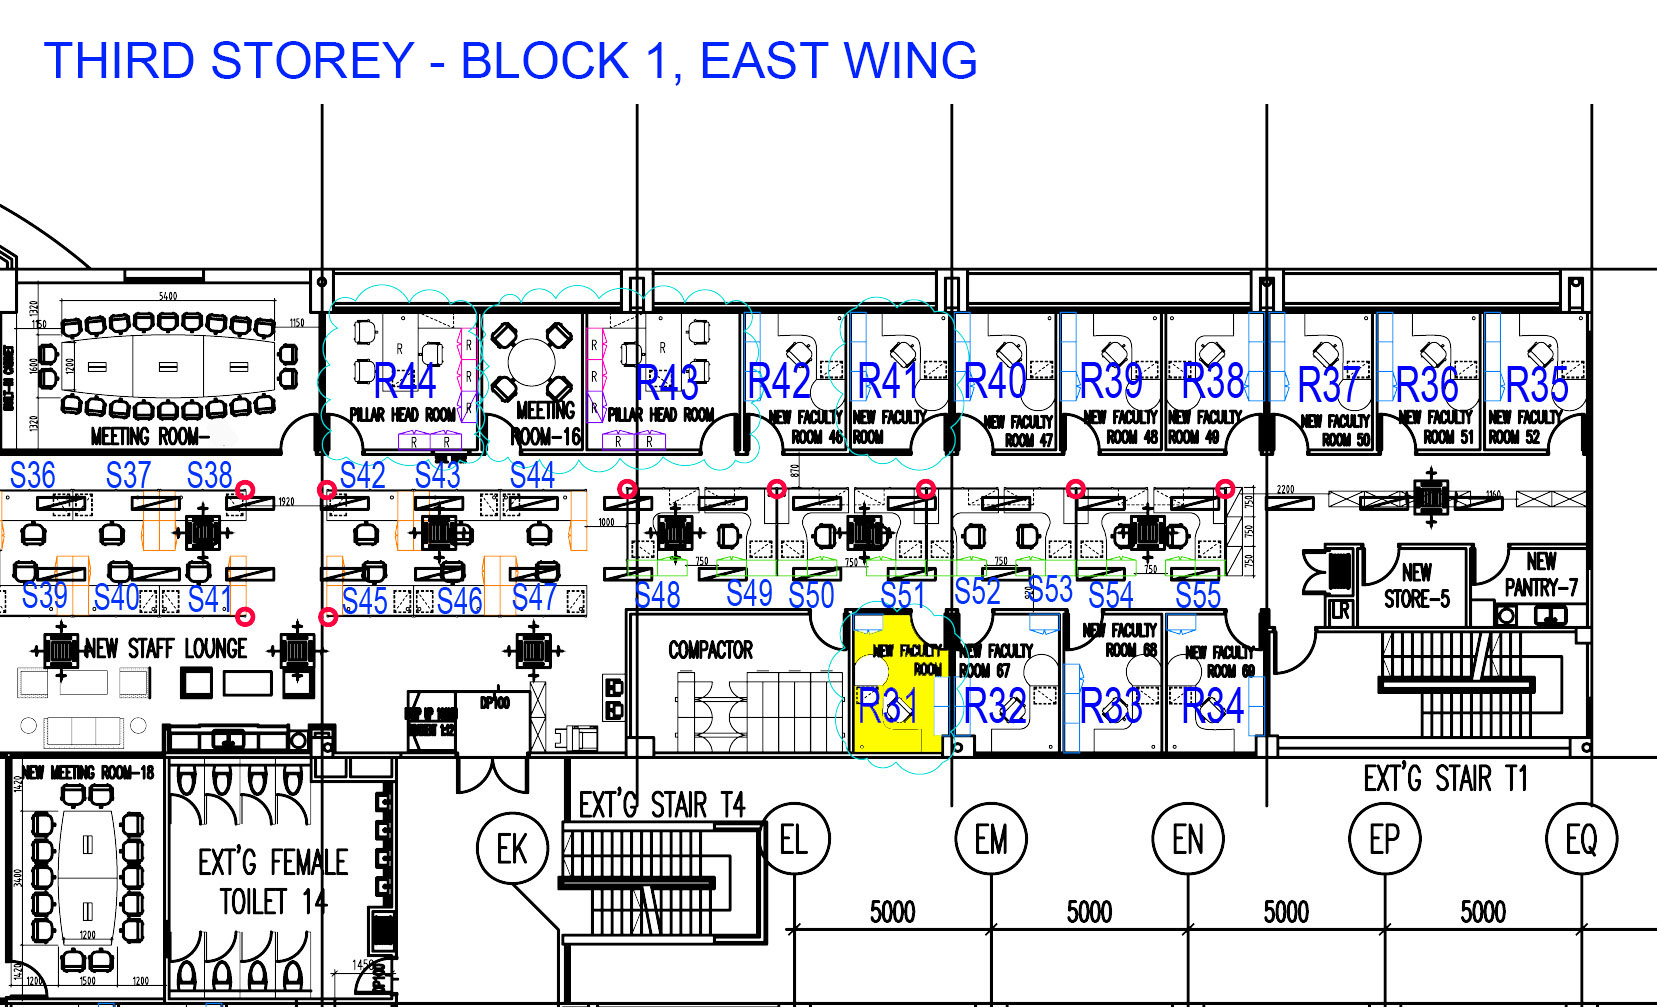 THIRD STOREY - BLOCK 1, EAST WING
5400
1320
1150
1150
1600
1200
1320
MEETING ROOM-
R
R
R
R
R
R
R44
PILLAR HEAD ROOM
MEETING
ROOM-16
R
R
R
R
R
R
R43
PILLAR HEAD ROOM
R42
NEW FACULTY
ROOM 46
R41
NEW FACULTY
ROOM
R40
NEW FACULTY
ROOM 47
R39
NEW FACULTY
ROOM 48
R38
NEW FACULTY
ROOM 49
R37
NEW FACULTY
ROOM 50
R36
NEW FACULTY
ROOM 51
R35
NEW FACULTY
ROOM 52
S36
S37
S38
S42
S43
S44
870
1920
1000
2200
1160
750
750
750
750
750
750
S39
S40
S41
S45
S46
S47
S48
S49
S50
S51
S52
S53
S54
S55
NEW
STORE-5
NEW
PANTRY-7
LR
NEW STAFF LOUNGE
COMPACTOR
NEW FACULTY
ROOM
R31
NEW FACULTY
ROOM 67
R32
NEW FACULTY
ROOM 68
R33
NEW FACULTY
ROOM 69
R34
DP100
NEW MEETING ROOM-18
1420
3400
1200
1420
1200
1500
1200
EXT'G FEMALE
TOILET 14
1450
DP100
EXT'G STAIR T4
EXT'G STAIR T1
EK
EL
EM
EN
EP
EQ
5000
5000
5000
5000